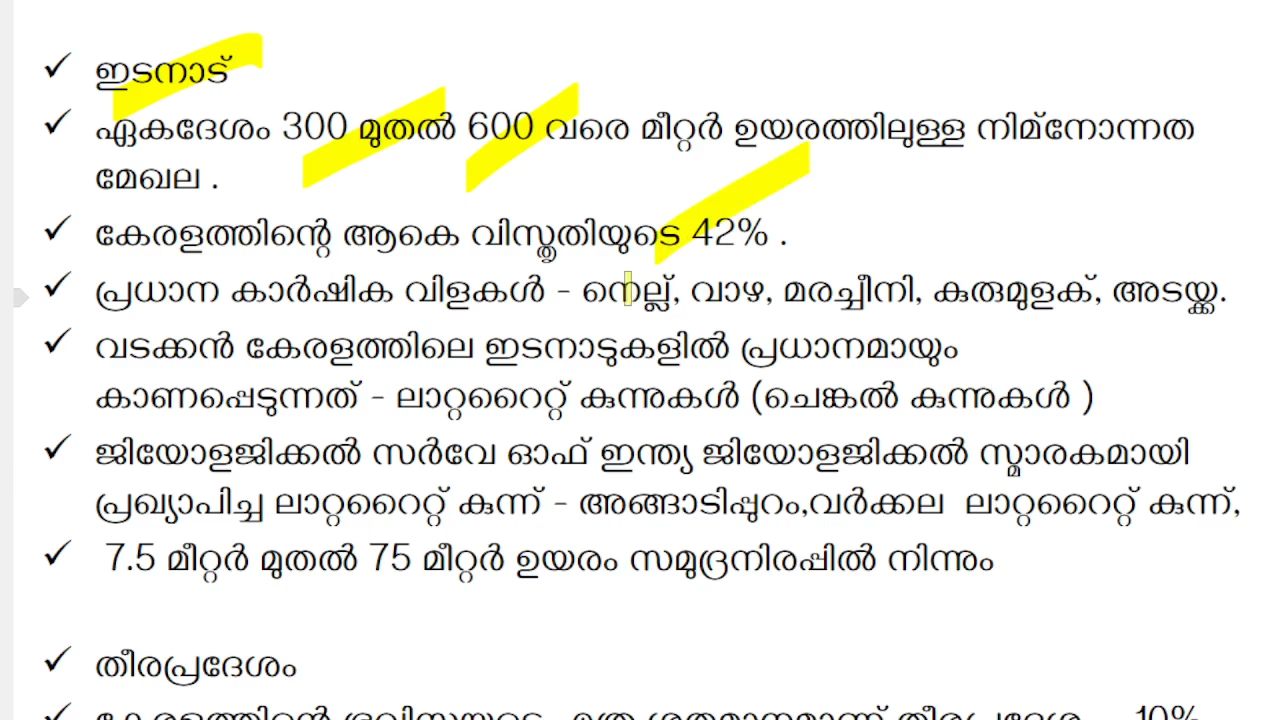 ✓ ഇടനാട്
✓ ഏകദേശം 300 മുതൽ 600 വരെ മീറ്റർ ഉയരത്തിലുള്ള നിമ്നോന്നത
മേഖല .
✓ കേരളത്തിന്റെ ആകെ വിസ്തൃതിയുടെ 42% .
✓ പ്രധാന കാർഷിക വിളകൾ - നെല്ല്, വാഴ, മരച്ചീനി, കുരുമുളക്, അടയ്ക്ക.
✓ വടക്കൻ കേരളത്തിലെ ഇടനാടുകളിൽ പ്രധാനമായും
കാണപ്പെടുന്നത് - ലാറ്ററൈറ്റ് കുന്നുകൾ (ചെങ്കൽ കുന്നുകൾ )
✓ ജിയോളജിക്കൽ സർവേ ഓഫ് ഇന്ത്യ ജിയോളജിക്കൽ സ്മാരകമായി
പ്രഖ്യാപിച്ച ലാറ്ററൈറ്റ് കുന്ന് - അങ്ങാടിപ്പുറം,വർക്കല ലാറ്ററൈറ്റ് കുന്ന്,
✓ 7.5 മീറ്റർ മുതൽ 75 മീറ്റർ ഉയരം സമുദ്രനിരപ്പിൽ നിന്നും
✓ തീരപ്രദേശം
10%